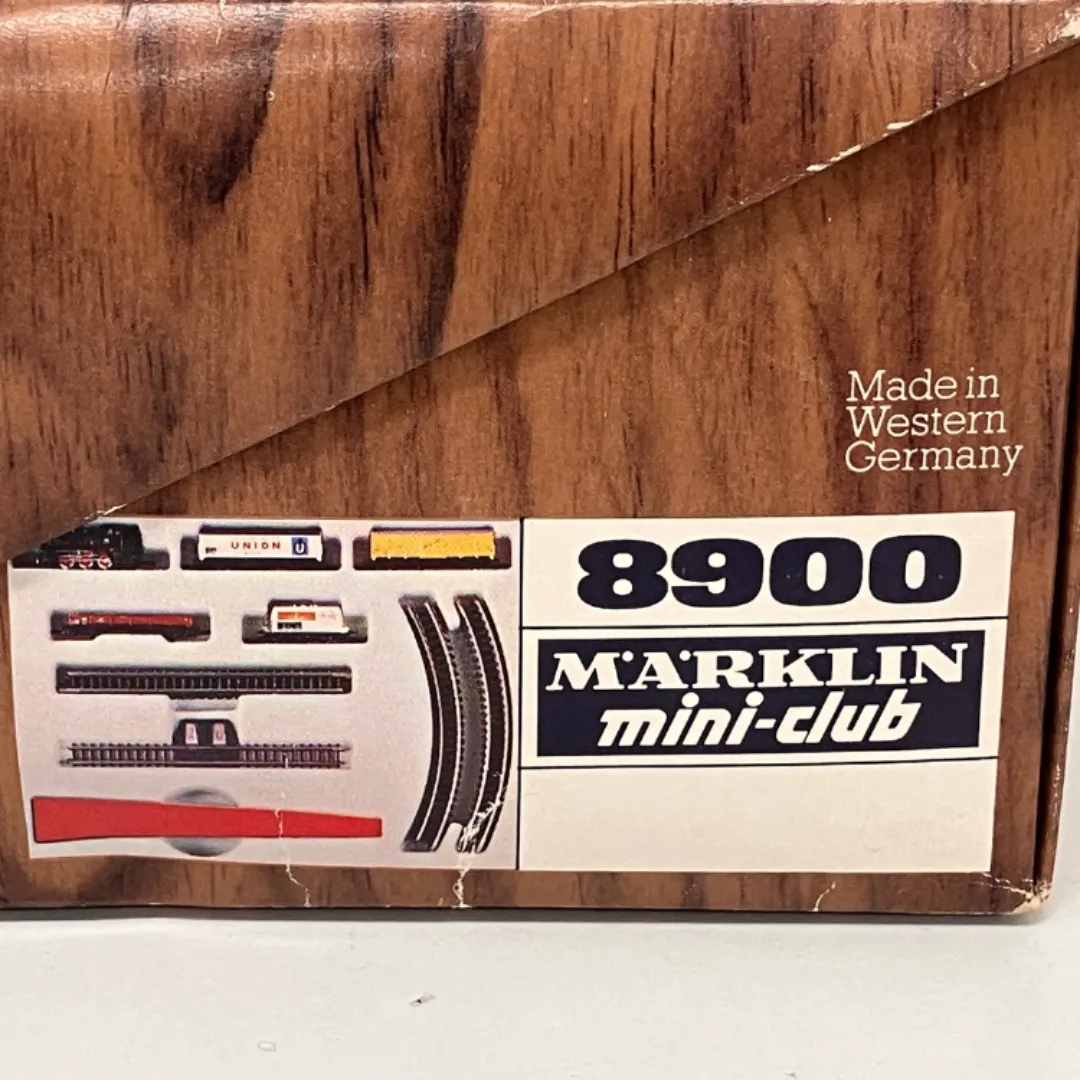 Made in
Western
Germany
UNION U
8900
MÄRKLIN
mini-club